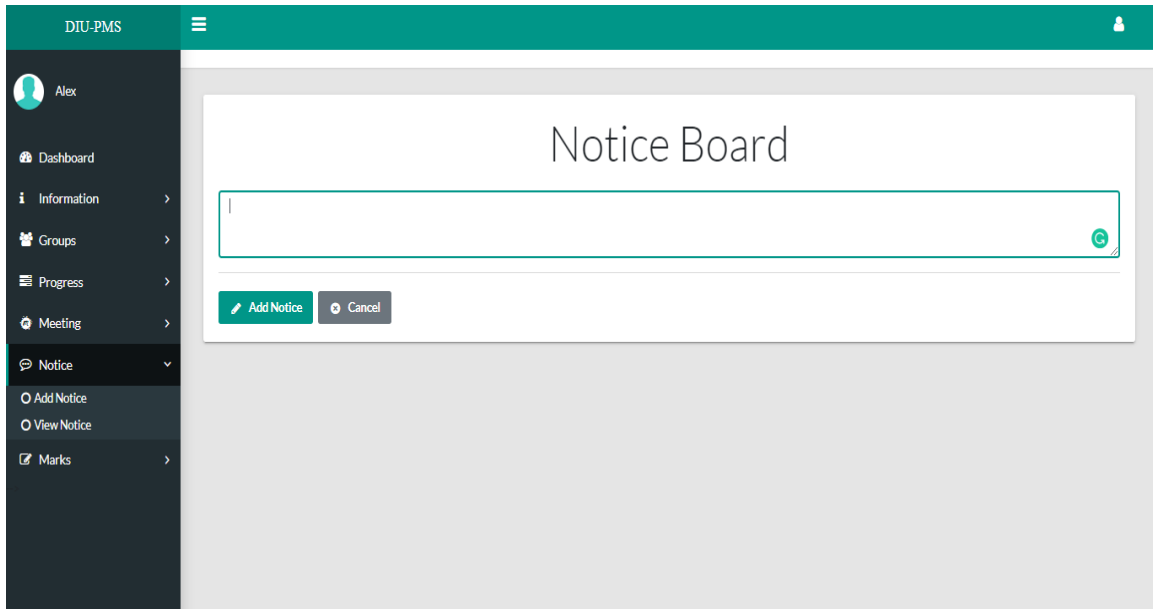 DIU-PMS
Alex
Dashboard
Information
Groups
Progress
Meeting
Notice
Add Notice
View Notice
Marks
Notice Board
Add Notice
Cancel